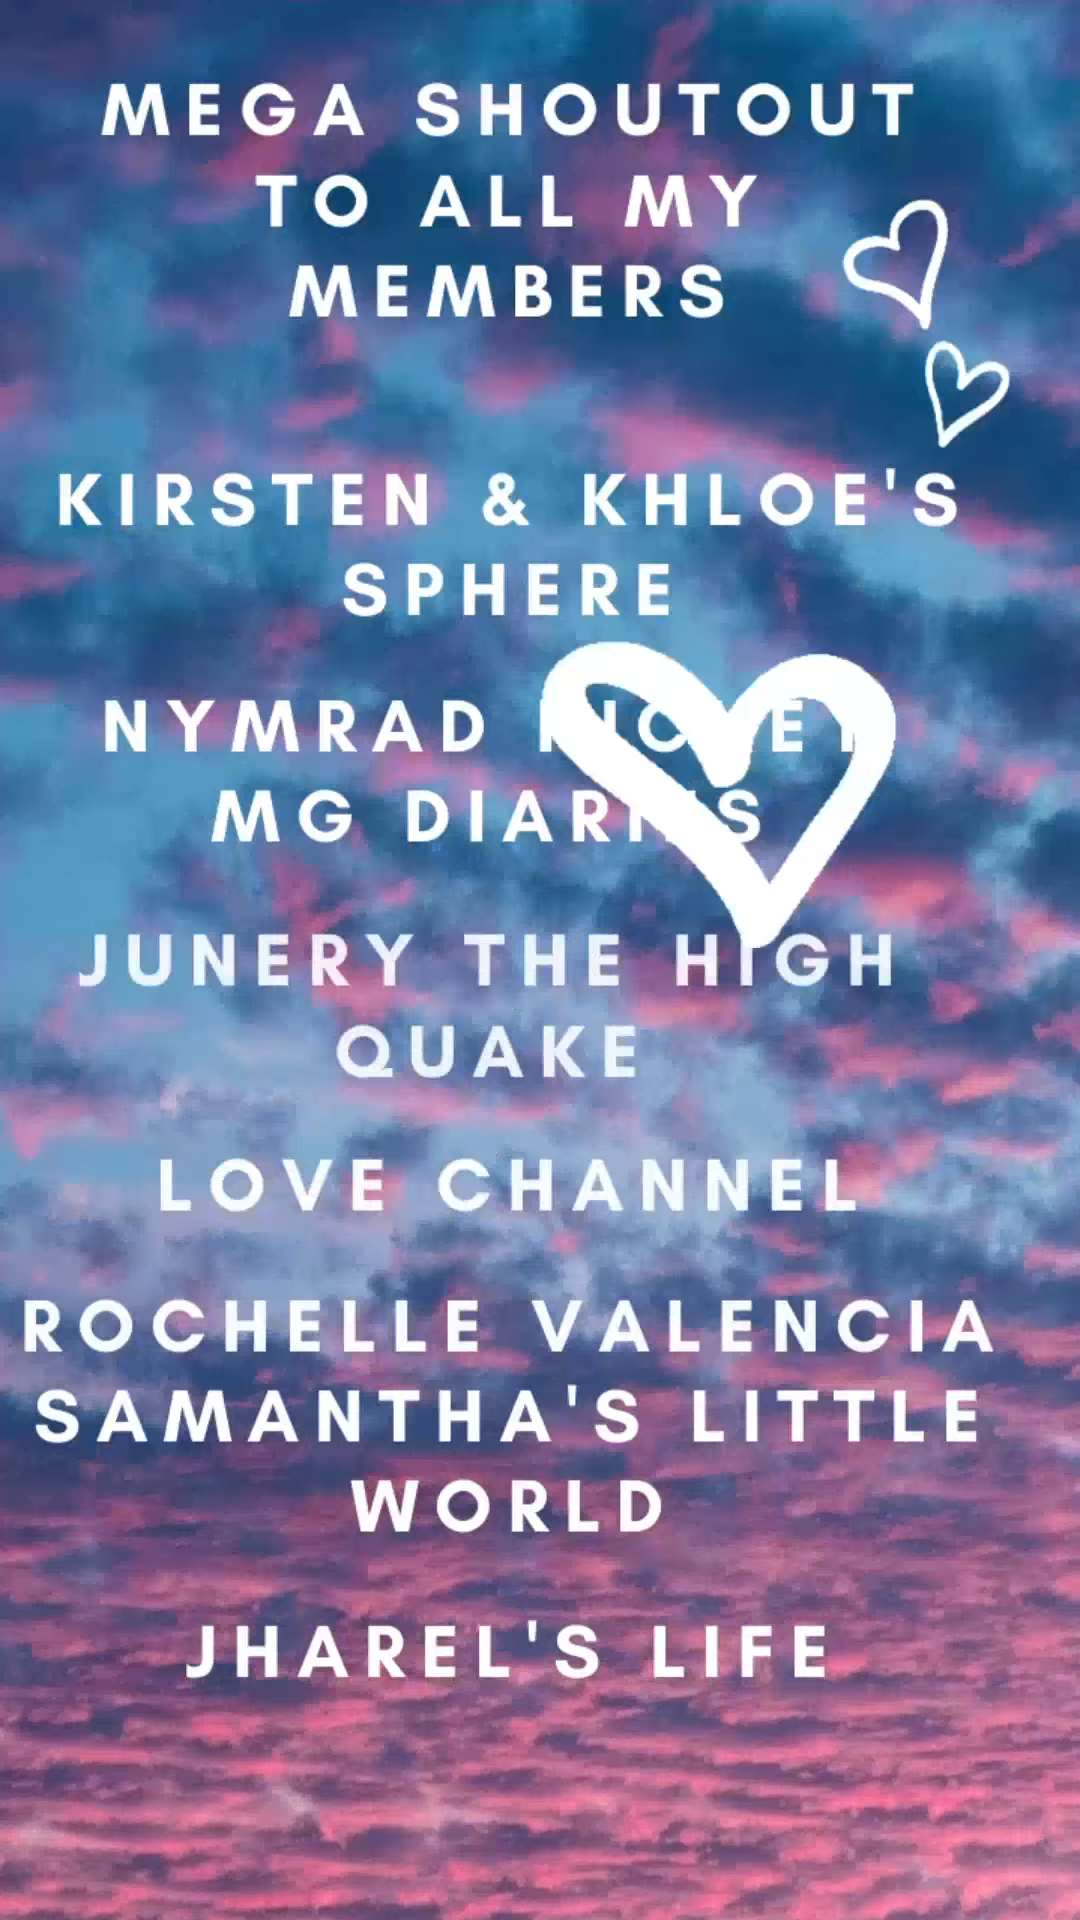 MEGA SHOUTOUT
TO ALL MY
MEMBERS
KIRSTEN & KHLOE'S
SPHERE
NYMRAD
MG DIARIES
JUNERY THE HIGH
QUAKE
LOVE CHANNEL
ROCHELLE VALENCIA
SAMANTHA'S LITTLE
WORLD
JHAREL'S LIFE